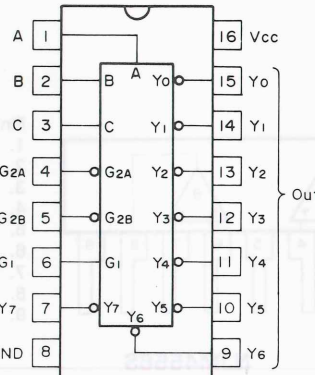 A 1 16 Vcc
A
B 2 B Y0 15 Y0
C 3 C Y1 14 Y1
G2A 4 G2A Y2 13 Y2
Out
G2B 5 G2B Y3 12 Y3
G1 6 G1 Y4 11 Y4
Y7 7 Y7 Y5 10 Y5
Y6
ND 8 9 Y6